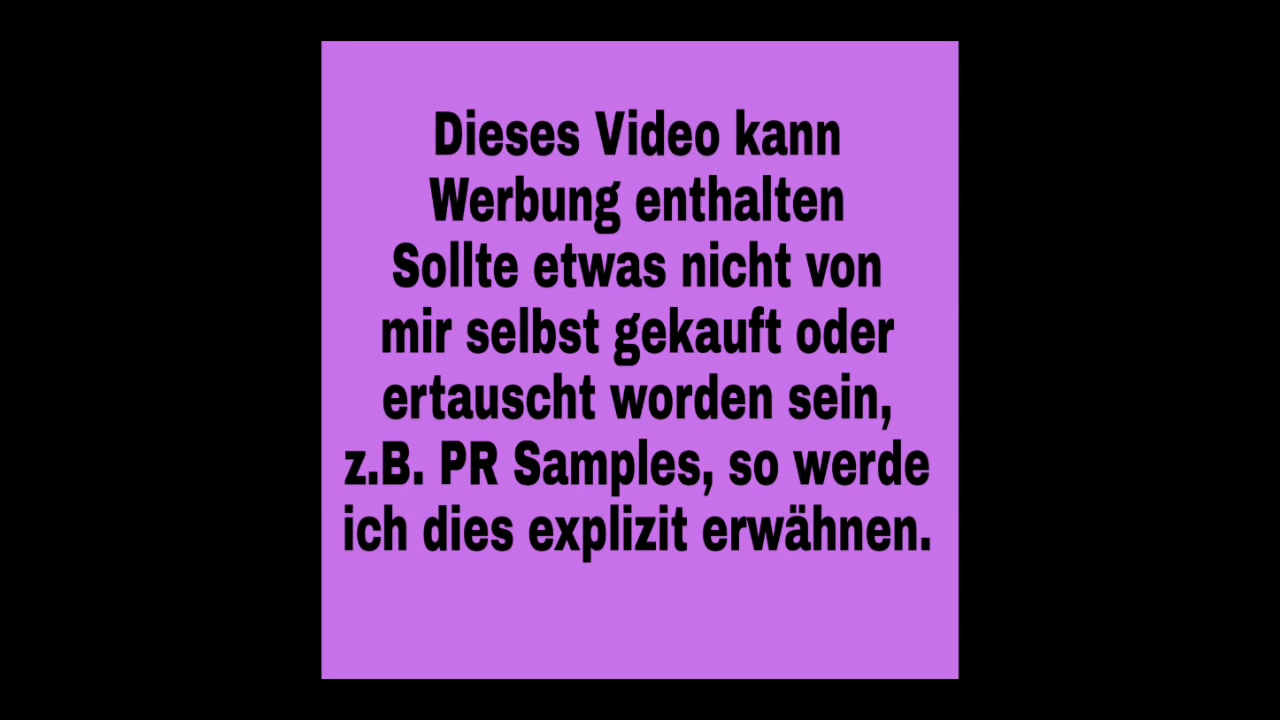 Dieses Video kann
Werbung enthalten
Sollte etwas nicht von
mir selbst gekauft oder
ertauscht worden sein,
z.B. PR Samples, so werde
ich dies explizit erwähnen.